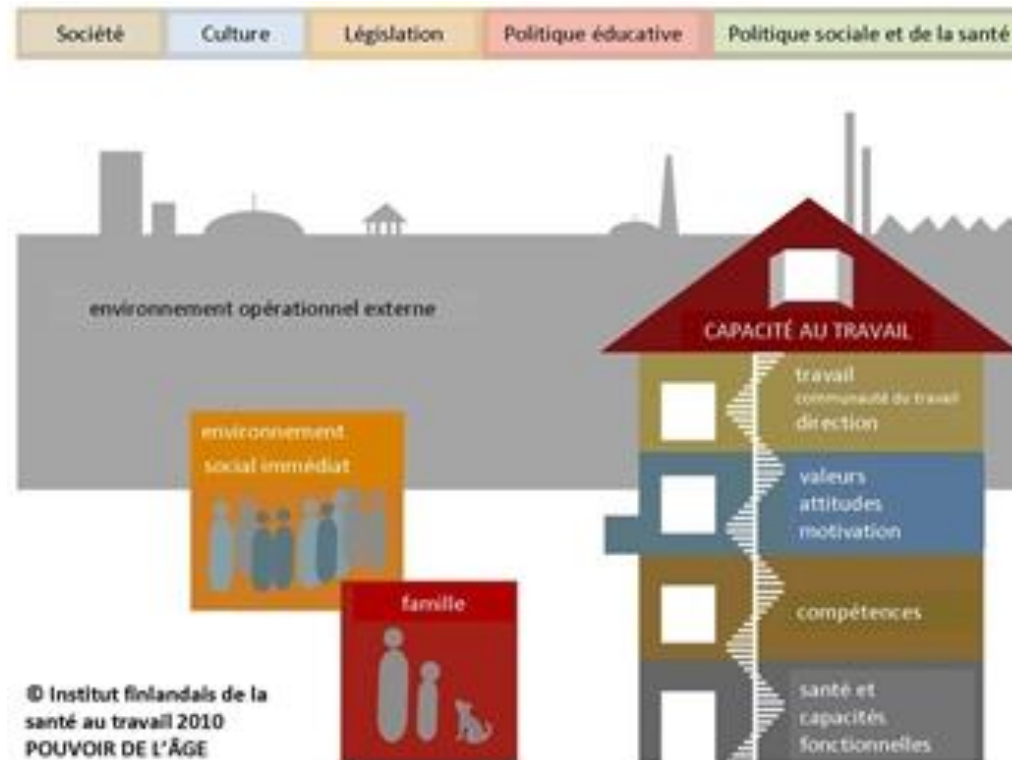 Société
Culture
Législation
Politique éducative
Politique sociale et de la santé
environnement opérationnel externe
CAPACITÉ AU TRAVAIL
travail
communauté du travail
direction
environnement
social immédiat
valeurs
attitudes
motivation
famille
compétences
santé et
capacités
fonctionnelles
© Institut finlandais de la
santé au travail 2010
POUVOIR DE L'ÂGE